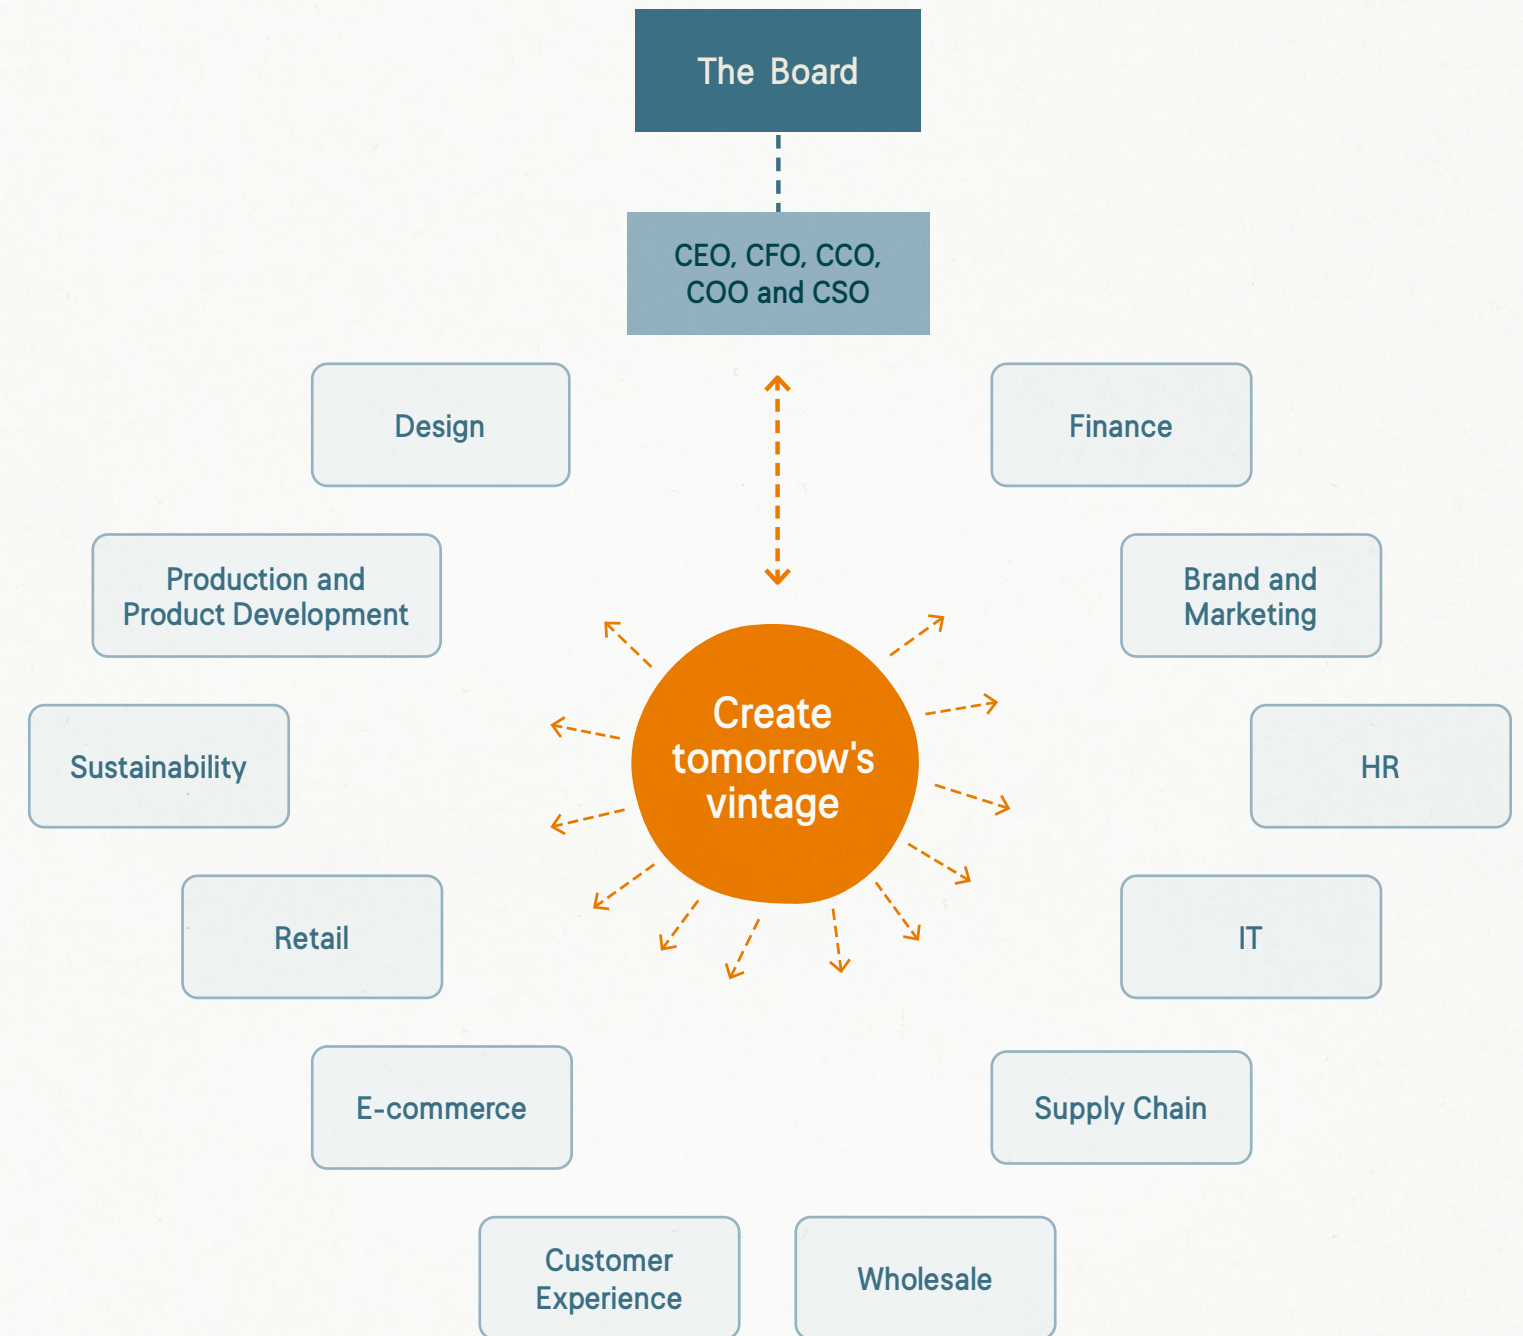 The Board
CEO, CFO, CCO,
COO and CSO
Design
Finance
Production and
Product Development
Brand and
Marketing
Create
tomorrow's
vintage
Sustainability
HR
Retail
IT
E-commerce
Supply Chain
Customer
Experience
Wholesale